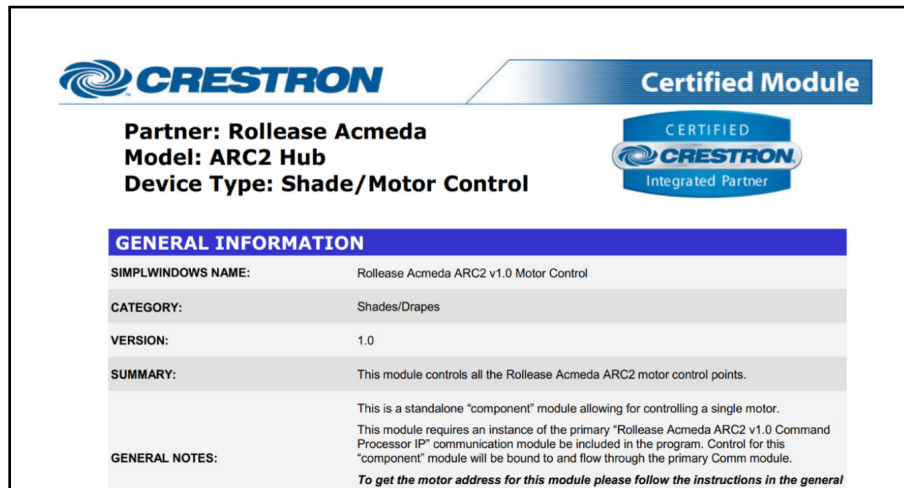 CRESTRON
Certified Module
Partner: Rollease Acmeda
Model: ARC2 Hub
Device Type: Shade/Motor Control
CERTIFIED
CRESTRON
Integrated Partner
GENERAL INFORMATION
SIMPLWINDOWS NAME: Rollease Acmeda ARC2 v1.0 Motor Control
CATEGORY: Shades/Drapes
VERSION: 1.0
SUMMARY: This module controls all the Rollease Acmeda ARC2 motor control points.
GENERAL NOTES:
This is a standalone “component” module allowing for controlling a single motor.
This module requires an instance of the primary “Rollease Acmeda ARC2 v1.0 Command
Processor IP” communication module be included in the program. Control for this
“component” module will be bound to and flow through the primary Comm module.
To get the motor address for this module please follow the instructions in the general